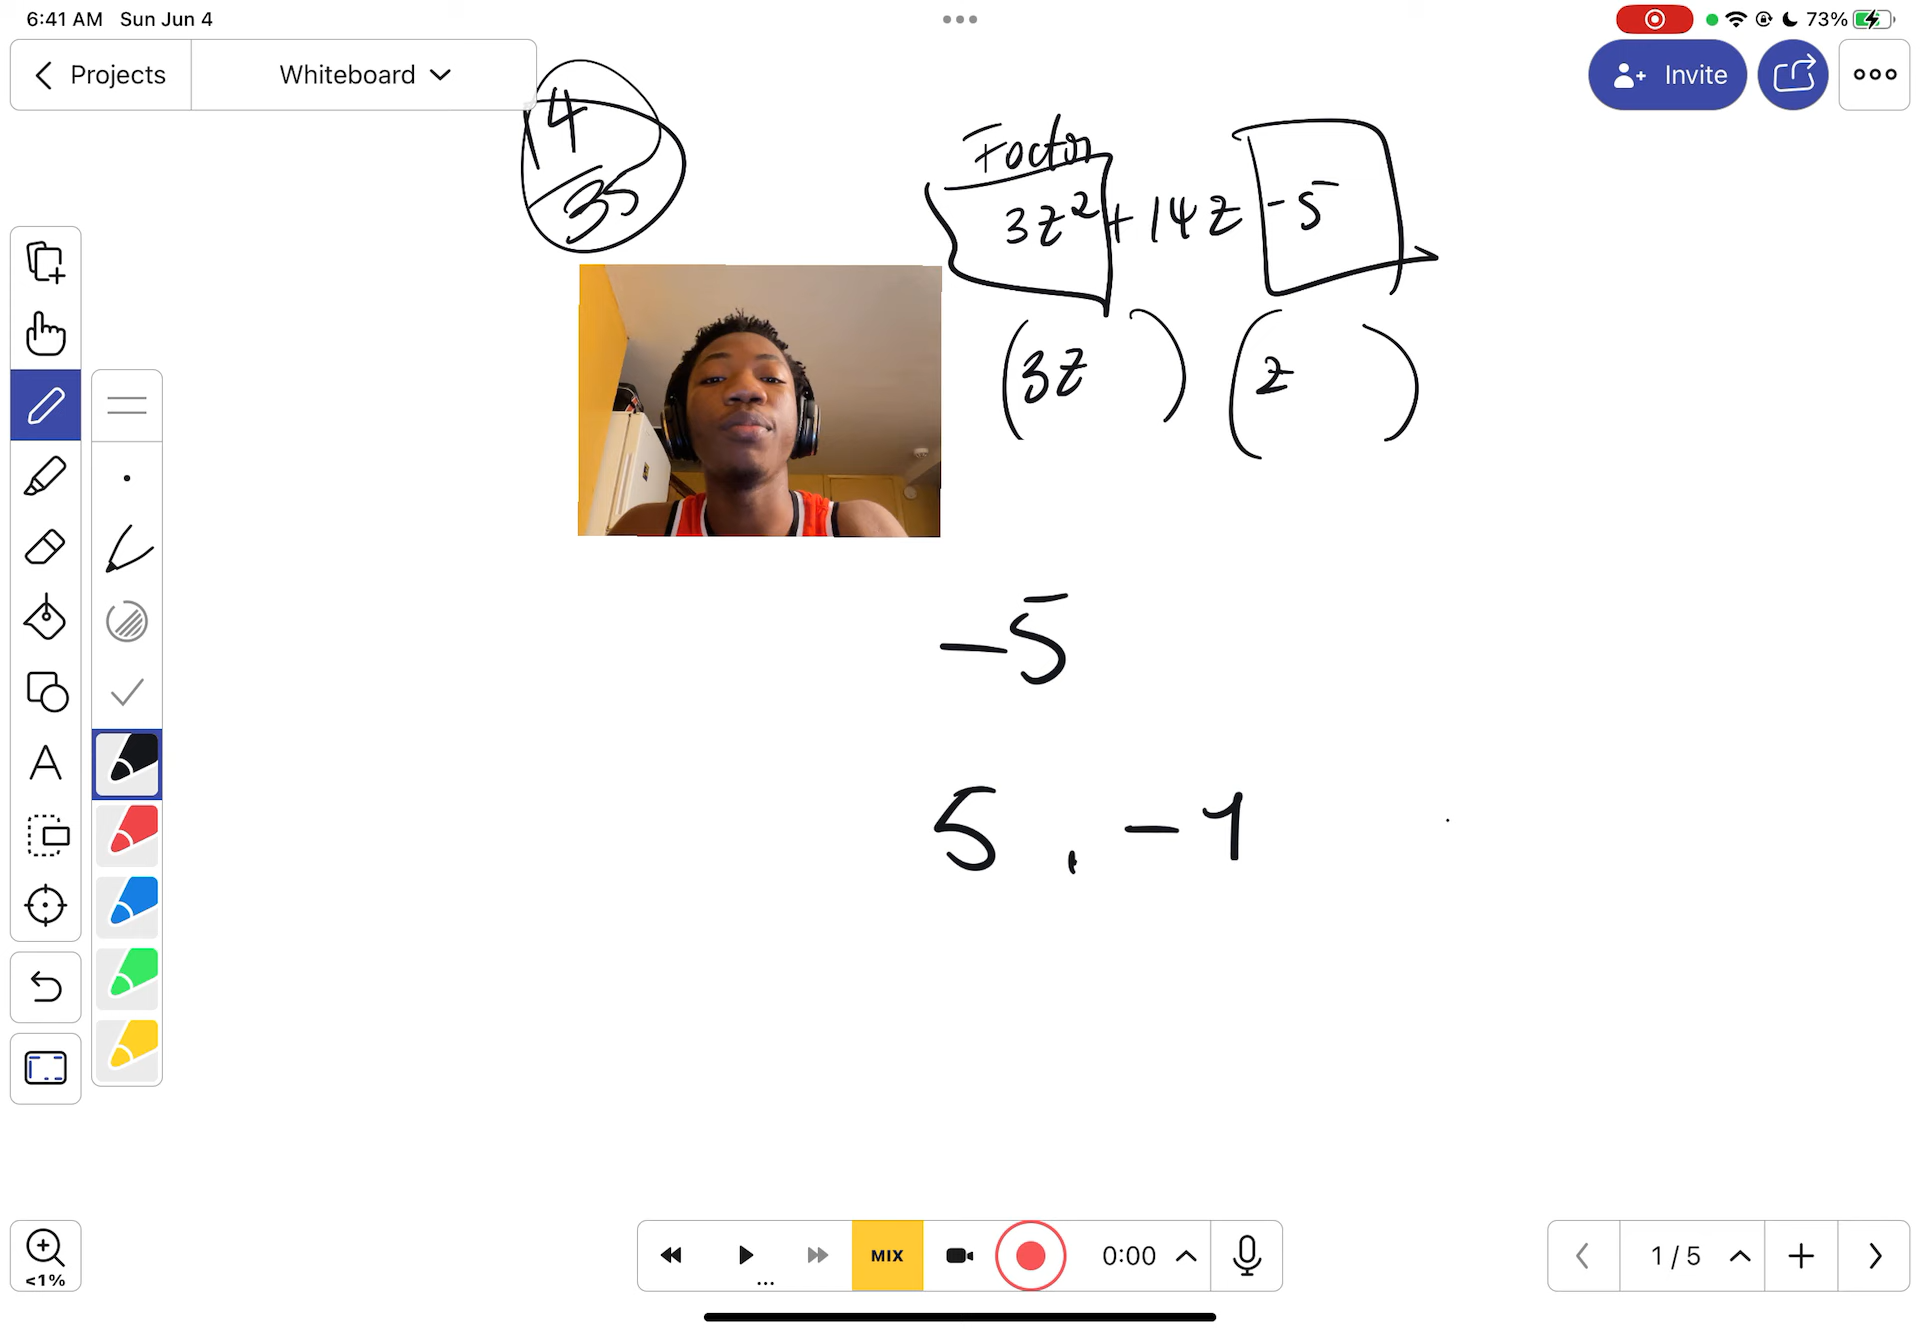 6:41 AM Sun Jun 4
73%
Projects
Whiteboard
Invite
14
35
Factor
3z²+14z-5
(3z ) (z )
-5
5 , -1
A
<1%
MIX
0:00
1 / 5